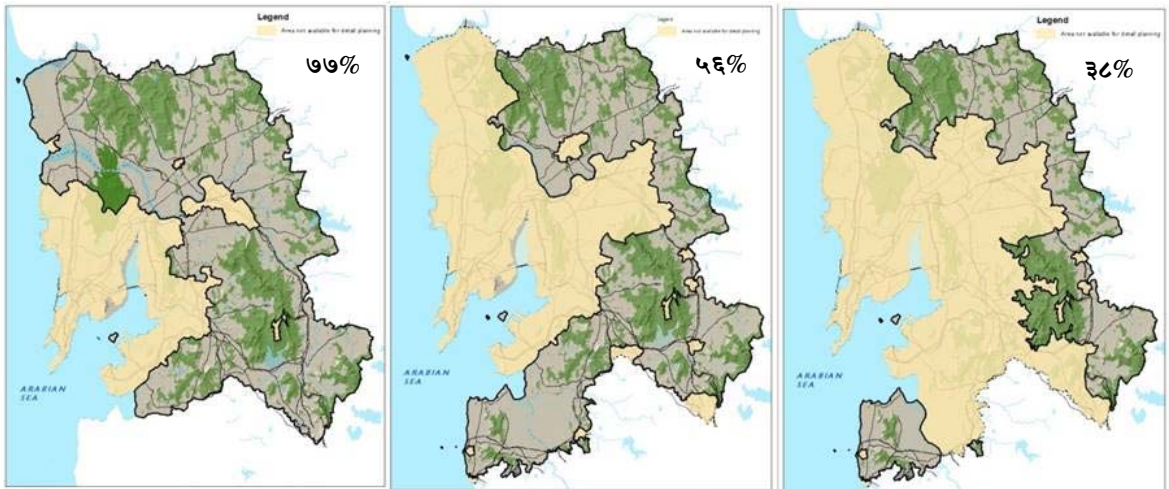 Legend
Area not available for detail planning
७७%
ARABIAN
SEA
Legend
Area not available for detail planning
५६%
ARABIAN
SEA
Legend
Area not available for detail planning
३८%
ARABIAN
SEA